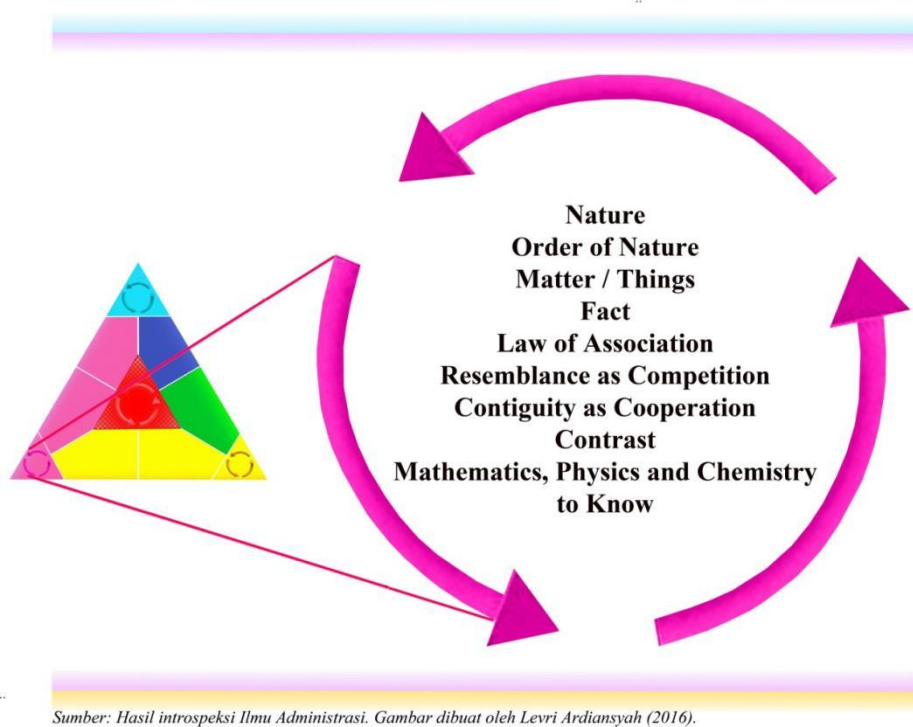 Nature
Order of Nature
Matter / Things
Fact
Law of Association
Resemblance as Competition
Contiguity as Cooperation
Contrast
Mathematics, Physics and Chemistry
to Know
Sumber: Hasil introspeksi Ilmu Administrasi. Gambar dibuat oleh Levri Ardiansyah (2016).